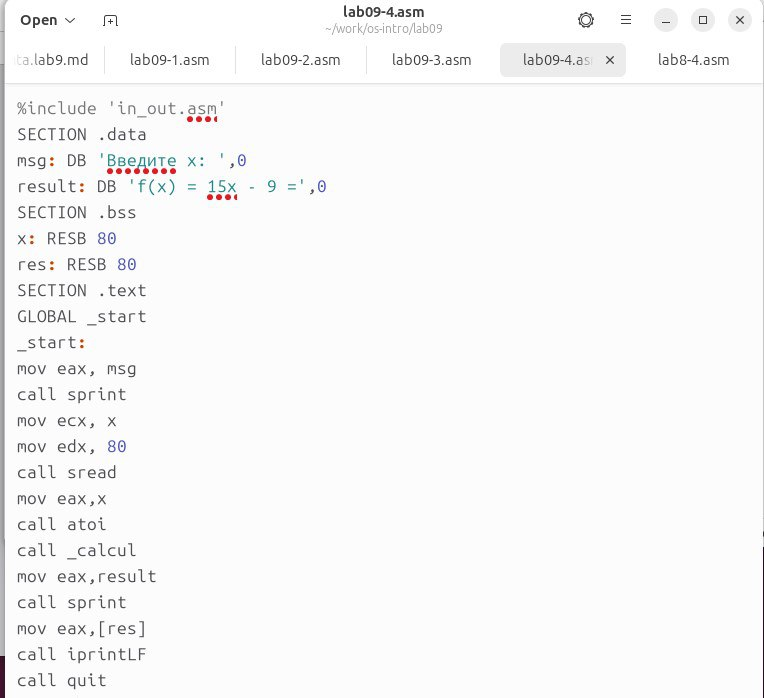 Open
lab09-4.asm
~/work/os-intro/lab09
ta.lab9.md
lab09-1.asm
lab09-2.asm
lab09-3.asm
lab09-4.as
lab8-4.asm
%include 'in_out.asm'
SECTION .data
msg: DB 'Введите x: ',0
result: DB 'f(x) = 15x - 9 =',0
SECTION .bss
x: RESB 80
res: RESB 80
SECTION .text
GLOBAL _start
_start:
mov eax, msg
call sprint
mov ecx, x
mov edx, 80
call sread
mov eax,x
call atoi
call _calcul
mov eax,result
call sprint
mov eax,[res]
call iprintLF
call quit